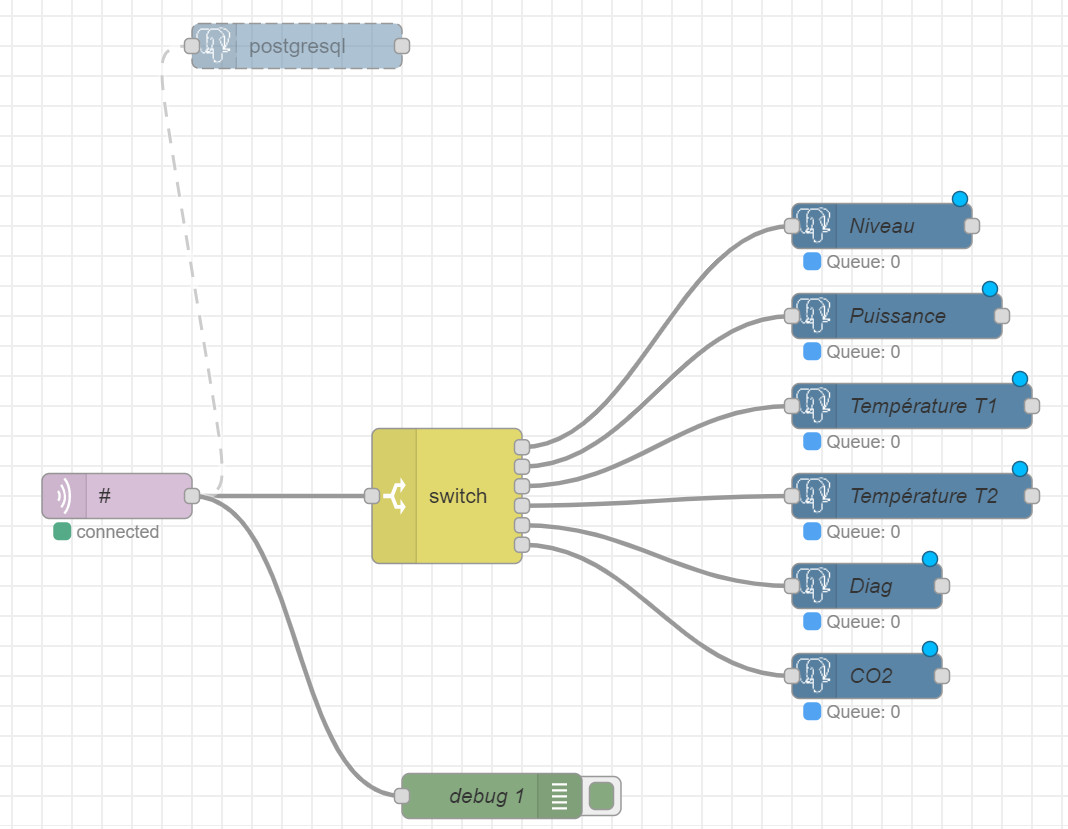 postgresql
Niveau
Queue: 0
Puissance
Queue: 0
Température T1
Queue: 0
#
connected
switch
Température T2
Queue: 0
Diag
Queue: 0
CO2
Queue: 0
debug 1